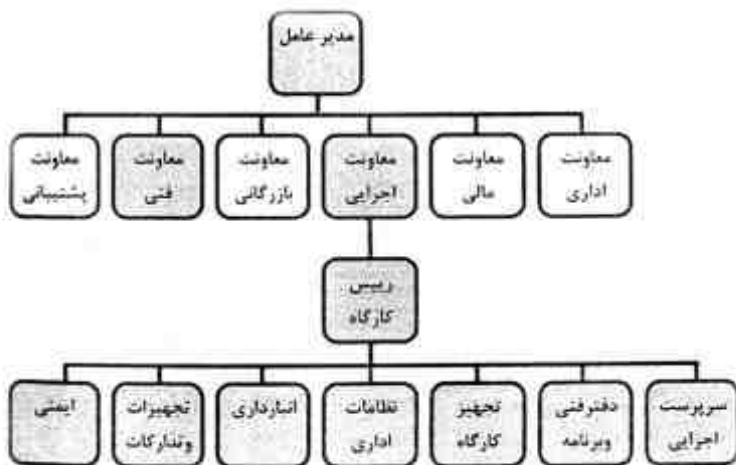 مدیر عامل
معاونت
اداری
معاونت
مالی
معاونت
اجرایی
معاونت
بازرگانی
معاونت
فنی
معاونت
پشتیبانی
رییس
کارگاه
سرپرست
اجرایی
دفترفنی
وبرنامه
تجهیز
کارگاه
نظامات
اداری
انبارداری
تجهیزات
وتدارکات
ایمنی